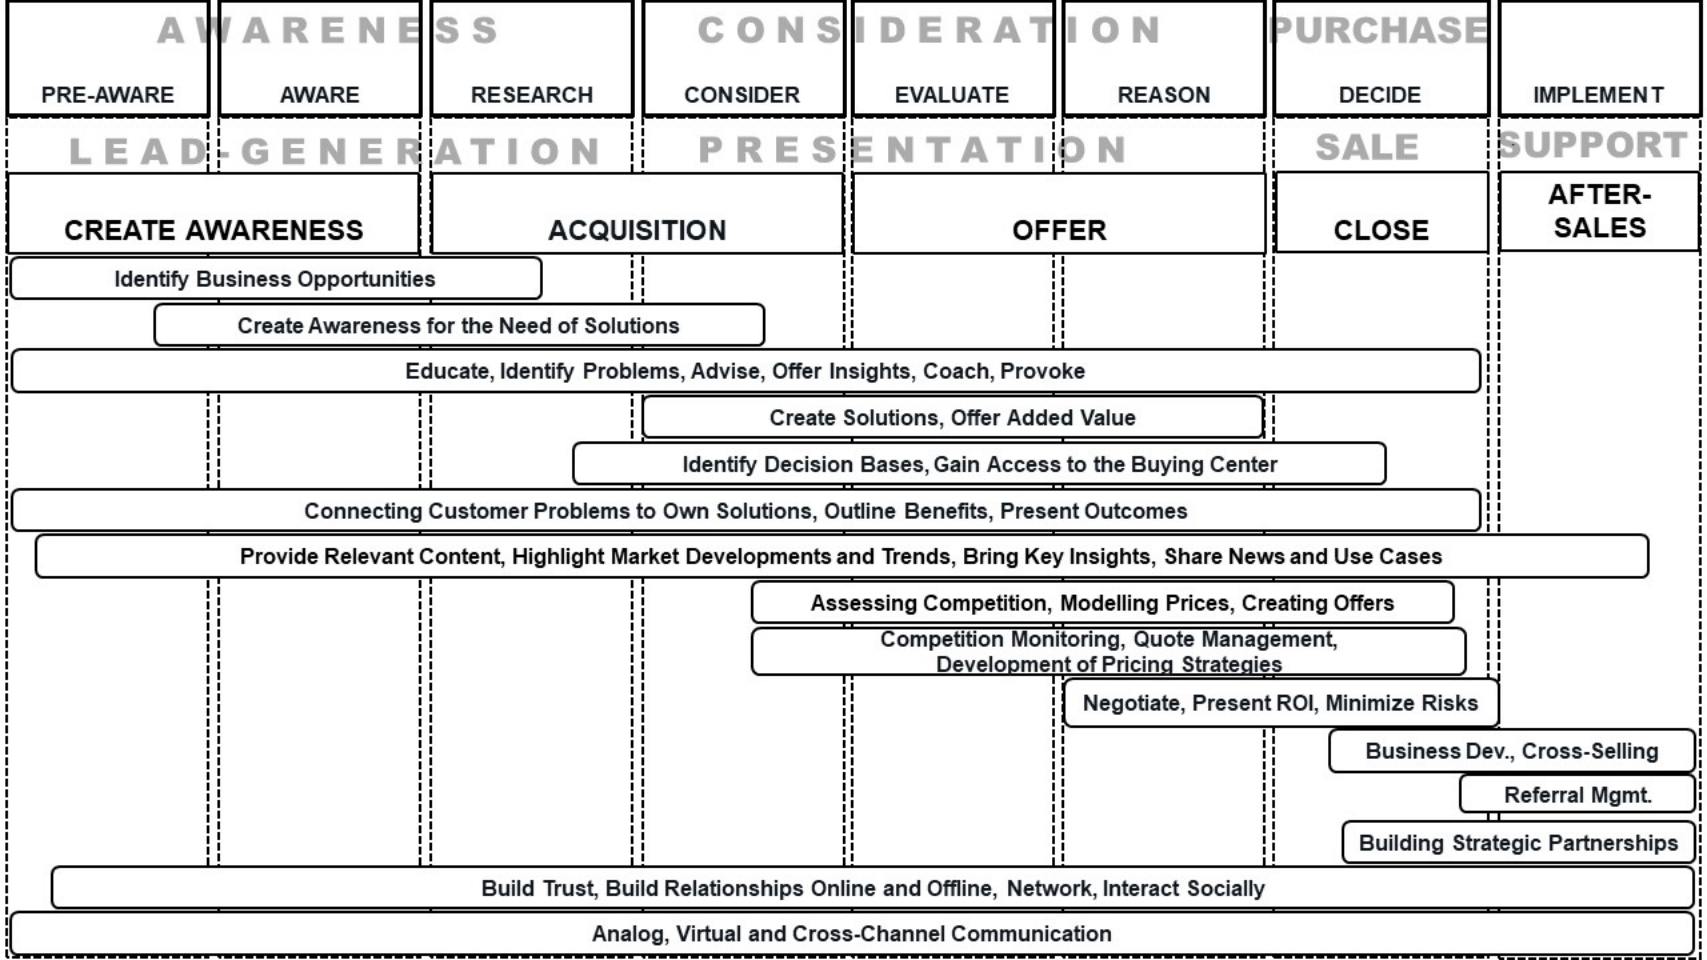 AWARENESS CONSIDERATION PURCHASE
PRE-AWARE AWARE RESEARCH CONSIDER EVALUATE REASON DECIDE IMPLEMENT
LEAD-GENERATION PRESENTATION SALE SUPPORT
CREATE AWARENESS ACQUISITION OFFER CLOSE AFTER-
SALES
Identify Business Opportunities
Create Awareness for the Need of Solutions
Educate, Identify Problems, Advise, Offer Insights, Coach, Provoke
Create Solutions, Offer Added Value
Identify Decision Bases, Gain Access to the Buying Center
Connecting Customer Problems to Own Solutions, Outline Benefits, Present Outcomes
Provide Relevant Content, Highlight Market Developments and Trends, Bring Key Insights, Share News and Use Cases
Assessing Competition, Modelling Prices, Creating Offers
Competition Monitoring, Quote Management,
Development of Pricing Strategies
Negotiate, Present ROI, Minimize Risks
Business Dev., Cross-Selling
Referral Mgmt.
Building Strategic Partnerships
Build Trust, Build Relationships Online and Offline, Network, Interact Socially
Analog, Virtual and Cross-Channel Communication